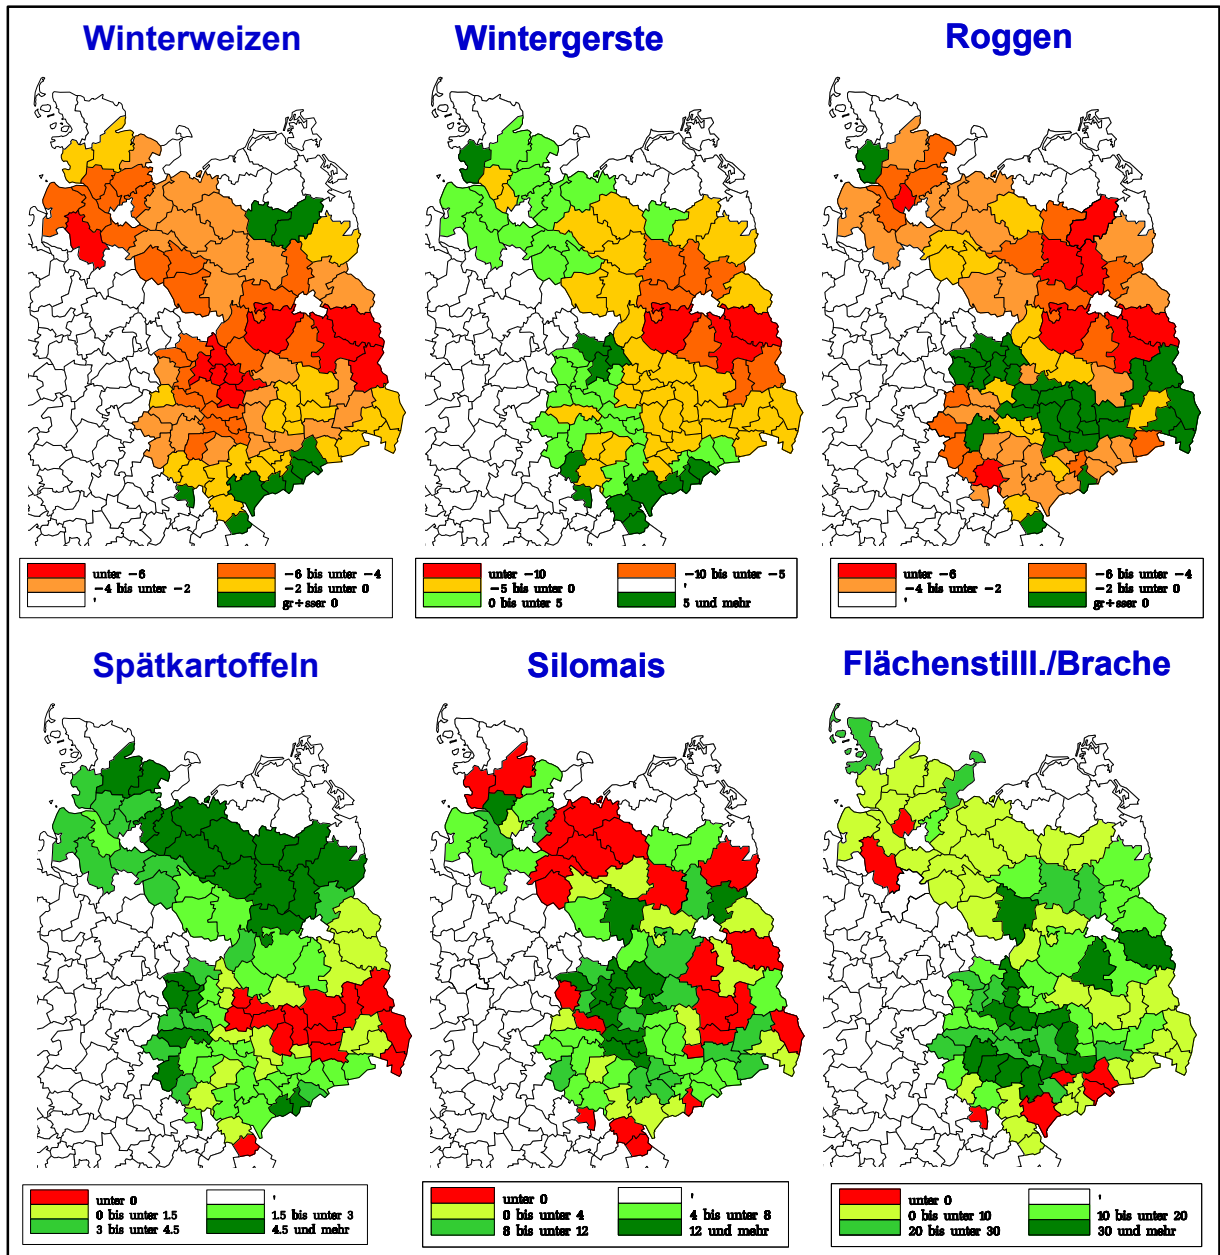 Winterweizen
Wintergerste
Roggen
unter −6
−6 bis unter −4
−4 bis unter −2
−2 bis unter 0
'
gr+sser 0
unter −10
−10 bis unter −5
−5 bis unter 0
'
0 bis unter 5
5 und mehr
unter −6
−6 bis unter −4
−4 bis unter −2
−2 bis unter 0
'
gr+sser 0
Spätkartoffeln
Silomais
Flächenstilll./Brache
unter 0
'
0 bis unter 1.5
1.5 bis unter 3
3 bis unter 4.5
4.5 und mehr
unter 0
'
0 bis unter 4
4 bis unter 8
8 bis unter 12
12 und mehr
unter 0
'
0 bis unter 10
10 bis unter 20
20 bis unter 30
30 und mehr